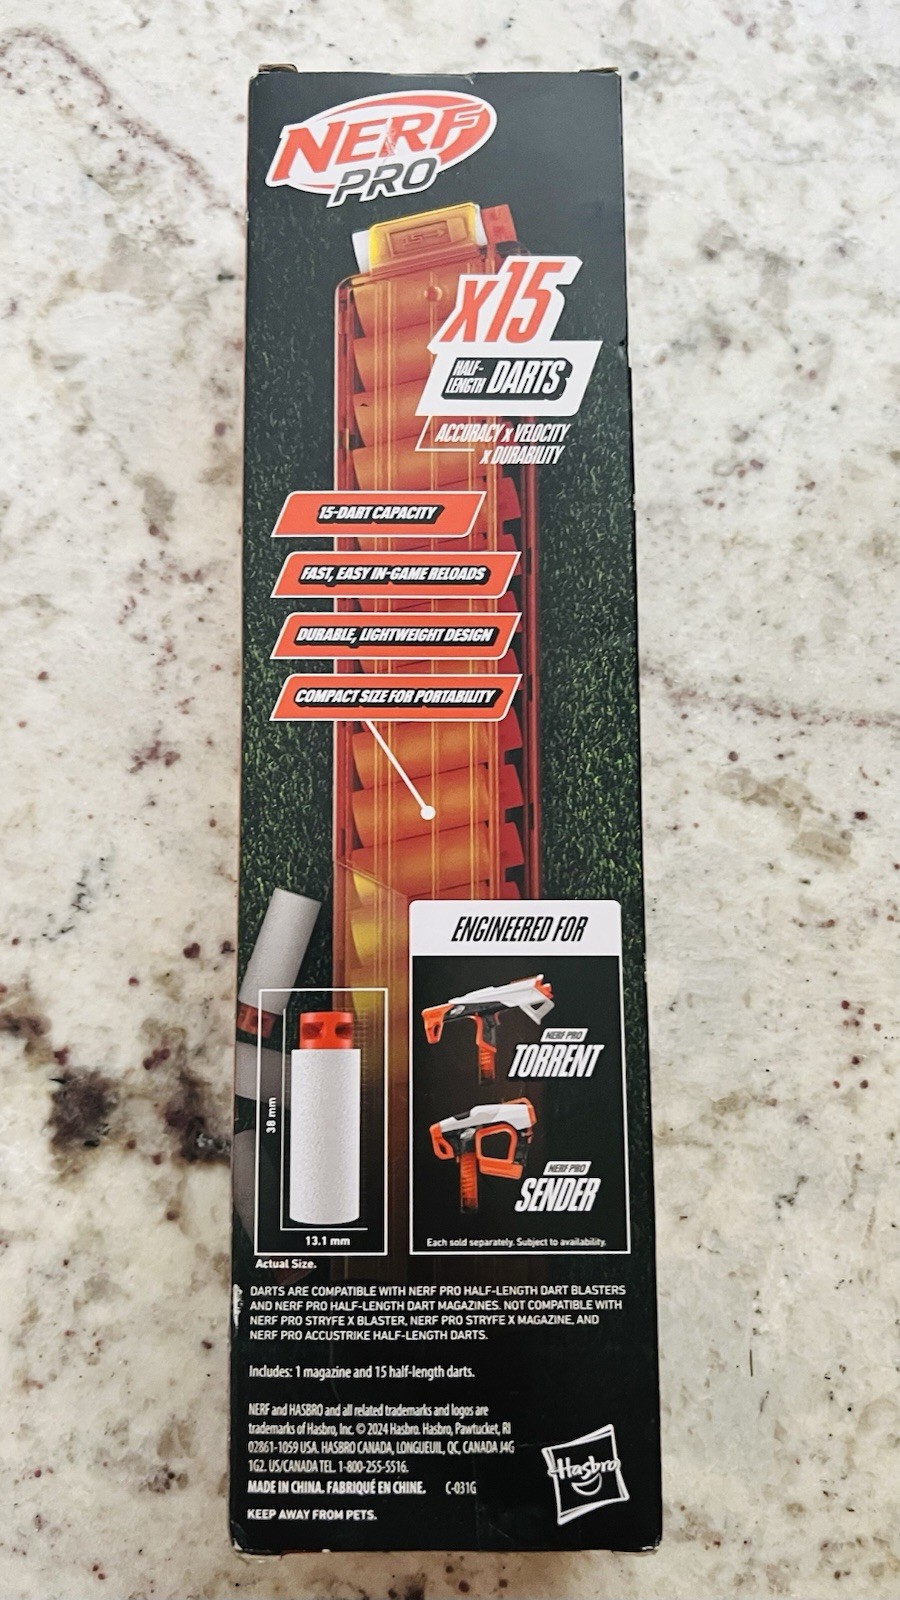 NERF
PRO
x15
HALF-
LENGTH DARTS
ACCURACY x VELOCITY
x DURABILITY
15-DART CAPACITY
FAST, EASY IN-GAME RELOADS
DURABLE, LIGHTWEIGHT DESIGN
COMPACT SIZE FOR PORTABILITY
ENGINEERED FOR
NERF PRO
TORRENT
NERF PRO
SENDER
Each sold separately. Subject to availability.
38 mm
13.1 mm
Actual Size.
DARTS ARE COMPATIBLE WITH NERF PRO HALF-LENGTH DART BLASTERS
AND NERF PRO HALF-LENGTH DART MAGAZINES. NOT COMPATIBLE WITH
NERF PRO STRYFE X BLASTER, NERF PRO STRYFE X MAGAZINE, AND
NERF PRO ACCUSTRIKE HALF-LENGTH DARTS.
Includes: 1 magazine and 15 half-length darts.
NERF and HASBRO and all related trademarks and logos are
trademarks of Hasbro, Inc. © 2024 Hasbro. Hasbro, Pawtucket, RI
02861-1059 USA. HASBRO CANADA, LONGUEUIL, QC, CANADA J4G
1G2. US/CANADA TEL. 1-800-255-5516.
MADE IN CHINA. FABRIQUÉ EN CHINE. C-031G
KEEP AWAY FROM PETS.
Hasbro